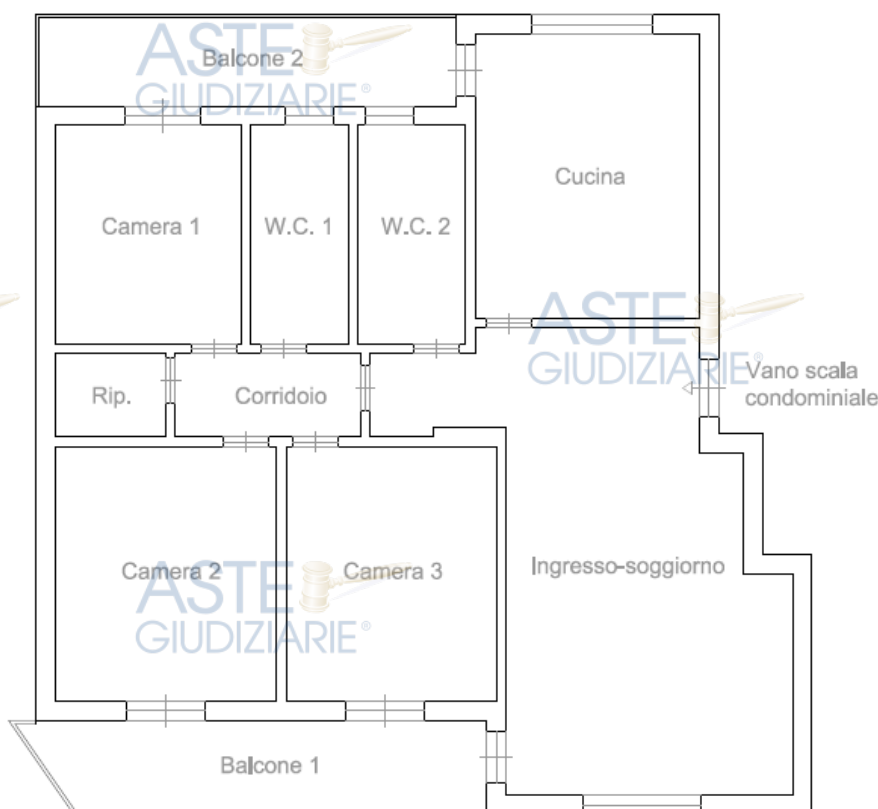 ASTE
GIUDIZIARIE®
Balcone 2
Cucina
Camera 1
W.C. 1
W.C. 2
ASTE
GIUDIZIARIE®
Vano scala
condominiale
Rip.
Corridoio
Camera 2
Camera 3
Ingresso-soggiorno
ASTE
GIUDIZIARIE®
Balcone 1